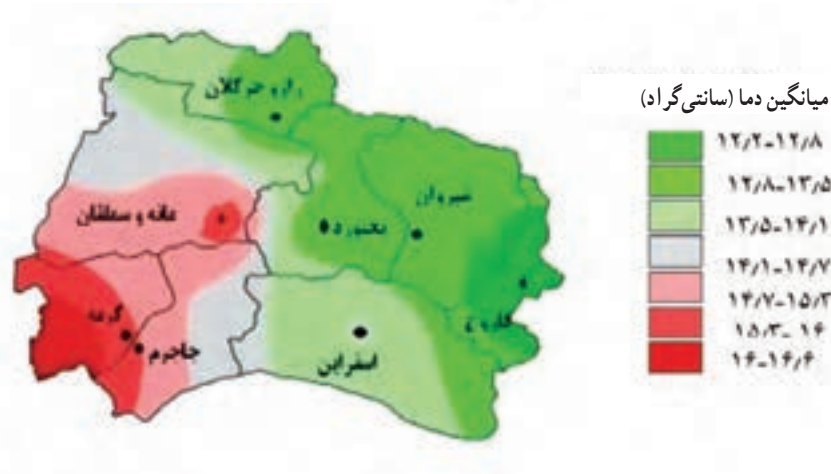 میانگین دما (سانتی‌گراد)
۱۲٫۲-۱۲٫۸
۱۲٫۸-۱۳٫۵
۱۳٫۵-۱۴٫۱
۱۴٫۱-۱۴٫۷
۱۴٫۷-۱۵٫۳
۱۵٫۳- ۱۶
۱۶-۱۶٫۶
راز و جرگلان
شیروان
بجنورد
مانه و سملقان
گرمه
جاجرم
اسفراین